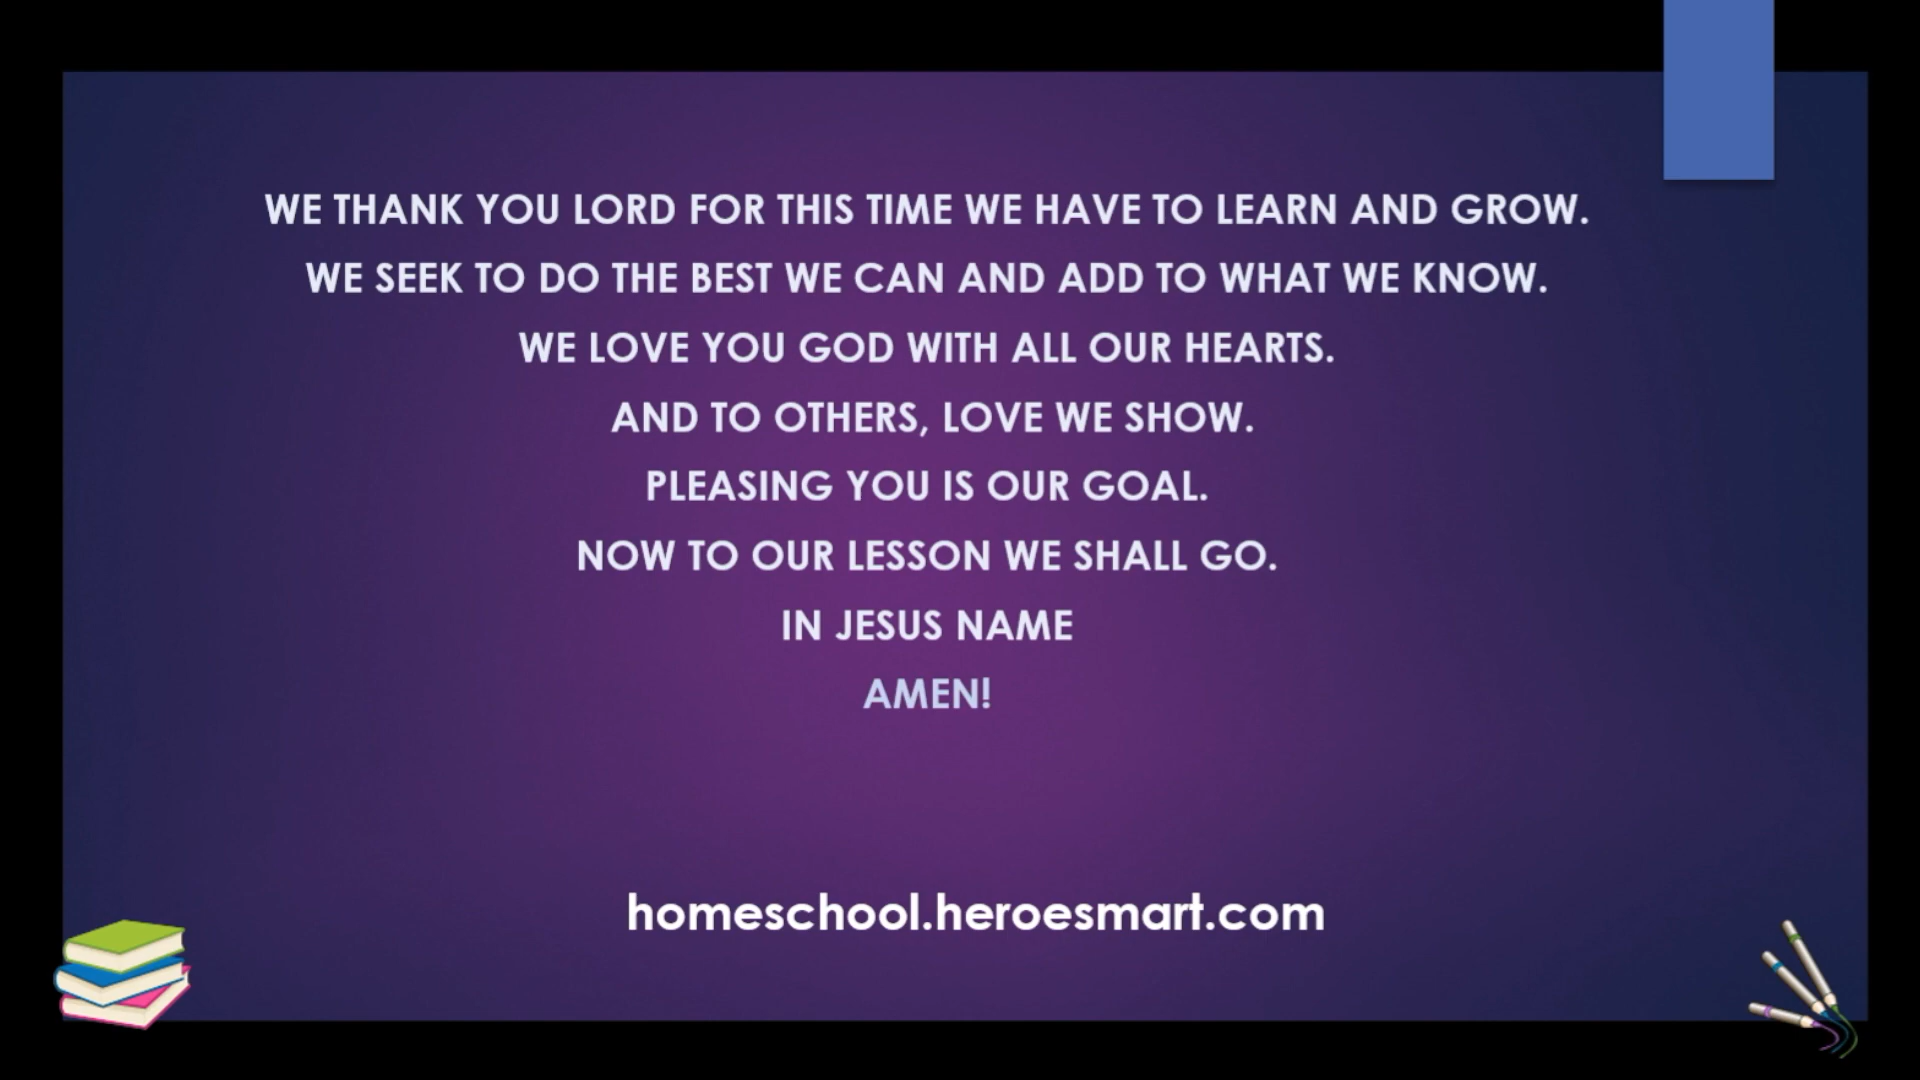 WE THANK YOU LORD FOR THIS TIME WE HAVE TO LEARN AND GROW.
WE SEEK TO DO THE BEST WE CAN AND ADD TO WHAT WE KNOW.
WE LOVE YOU GOD WITH ALL OUR HEARTS.
AND TO OTHERS, LOVE WE SHOW.
PLEASING YOU IS OUR GOAL.
NOW TO OUR LESSON WE SHALL GO.
IN JESUS NAME
AMEN!
homeschool.heroesmart.com